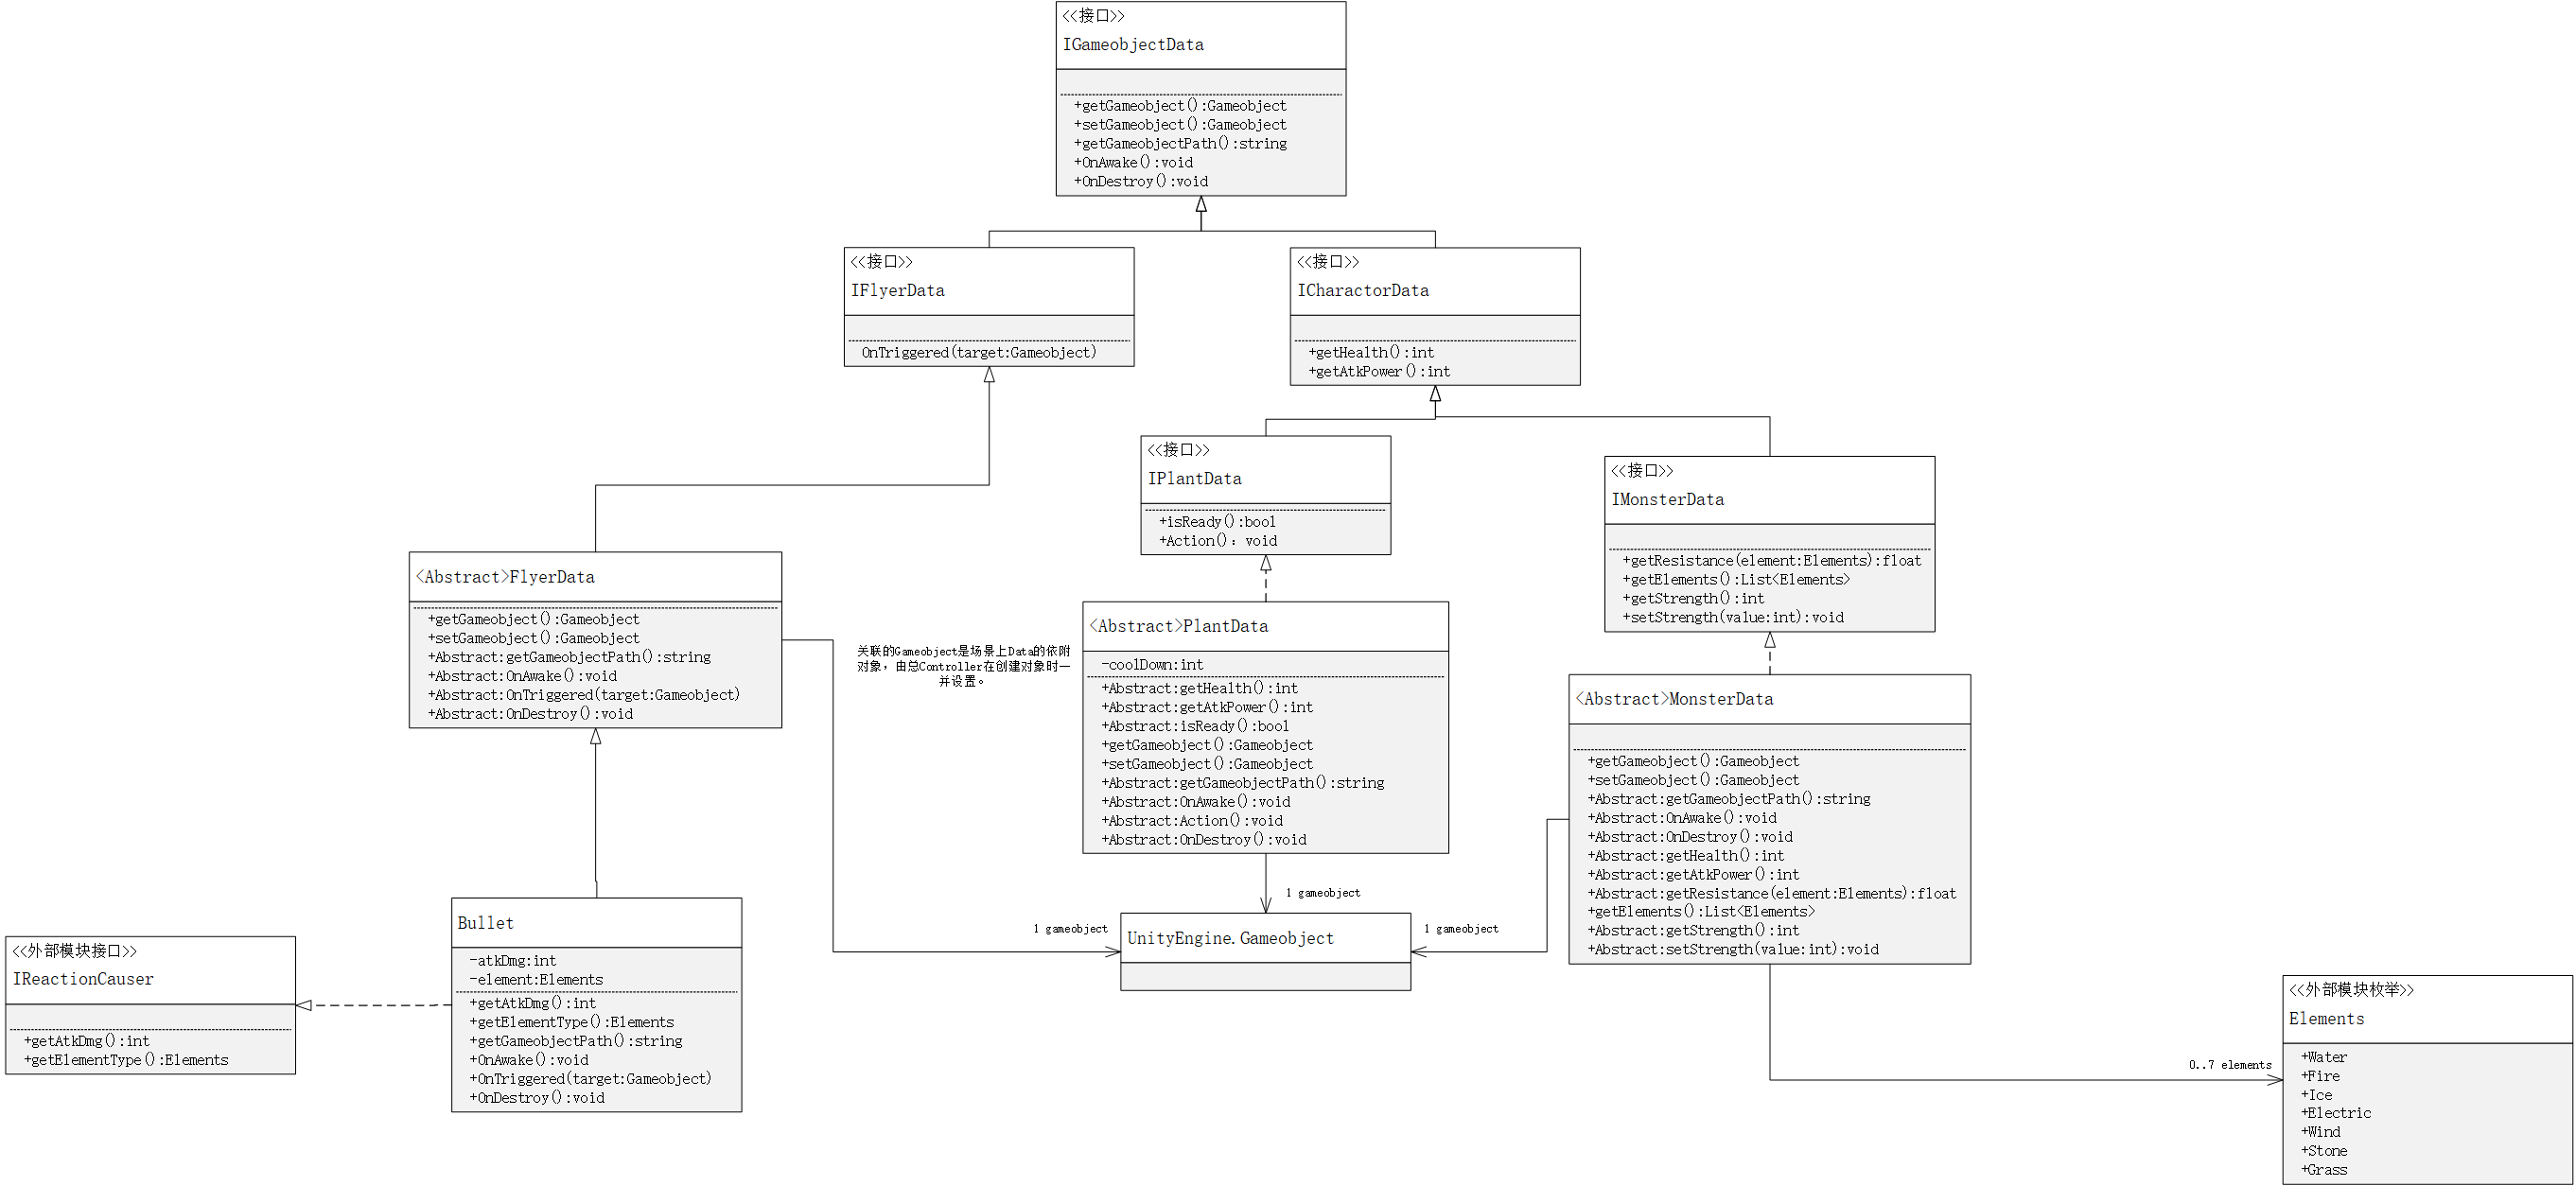 <<接口>>
IGameobjectData
+getGameobject():Gameobject
+setGameobject():Gameobject
+getGameobjectPath():string
+OnAwake():void
+OnDestroy():void
<<接口>>
IFlyerData
OnTriggered(target:Gameobject)
<<接口>>
ICharactorData
+getHealth():int
+getAtkPower():int
<<接口>>
IPlantData
+isReady():bool
+Action(): void
<<接口>>
IMonsterData
+getResistance(element:Elements):float
+getElements():List<Elements>
+getStrength():int
+setStrength(value:int):void
<Abstract>FlyerData
+getGameobject():Gameobject
+setGameobject():Gameobject
+Abstract:getGameobjectPath():string
+Abstract:OnAwake():void
+Abstract:OnTriggered(target:Gameobject)
+Abstract:OnDestroy():void
关联的Gameobject是场景上Data的依附
对象，由总Controller在创建对象时一
并设置。
<Abstract>PlantData
-coolDown:int
+Abstract:getHealth():int
+Abstract:getAtkPower():int
+Abstract:isReady():bool
+getGameobject():Gameobject
+setGameobject():Gameobject
+Abstract:getGameobjectPath():string
+Abstract:OnAwake():void
+Abstract:Action():void
+Abstract:OnDestroy():void
<Abstract>MonsterData
+getGameobject():Gameobject
+setGameobject():Gameobject
+Abstract:getGameobjectPath():string
+Abstract:OnAwake():void
+Abstract:OnDestroy():void
+Abstract:getHealth():int
+Abstract:getAtkPower():int
+Abstract:getResistance(element:Elements):float
+getElements():List<Elements>
+Abstract:getStrength():int
+Abstract:setStrength(value:int):void
1 gameobject
1 gameobject
1 gameobject
UnityEngine.Gameobject
<<外部模块接口>>
IReactionCauser
+getAtkDmg():int
+getElementType():Elements
Bullet
-atkDmg:int
-element:Elements
+getAtkDmg():int
+getElementType():Elements
+getGameobjectPath():string
+OnAwake():void
+OnTriggered(target:Gameobject)
+OnDestroy():void
0..7 elements
<<外部模块枚举>>
Elements
+Water
+Fire
+Ice
+Electric
+Wind
+Stone
+Grass